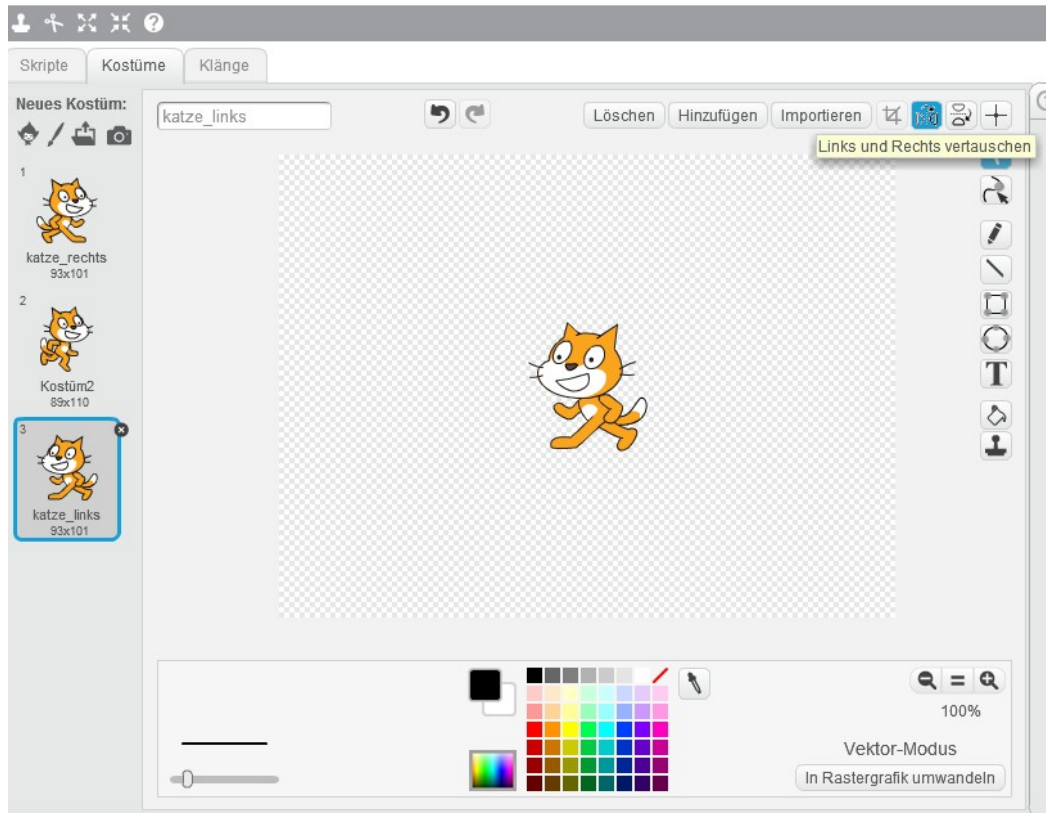 Skripte
Kostüme
Klänge
Neues Kostüm:
katze_links
Löschen
Hinzufügen
Importieren
Links und Rechts vertauschen
1
katze_rechts
93x101
2
Kostüm2
89x110
3
katze_links
93x101
T
100%
Vektor-Modus
In Rastergrafik umwandeln